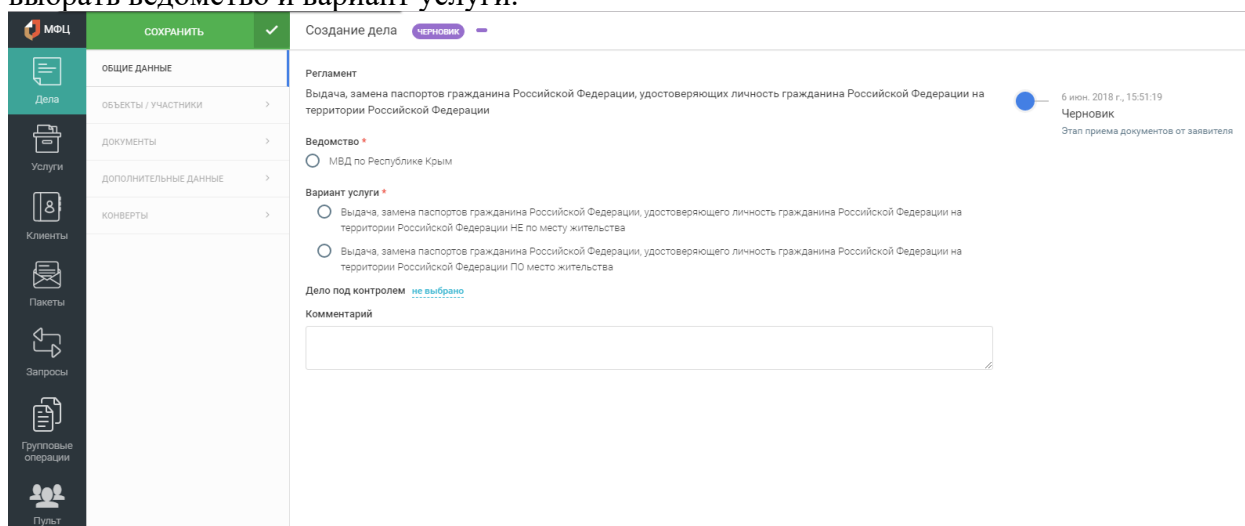 выбрать ведомство и вариант услуги.
МФЦ
СОХРАНИТЬ
Создание дела ЧЕРНОВИК
Дела
Услуги
Клиенты
Пакеты
Запросы
Групповые
операции
Пульт
ОБЩИЕ ДАННЫЕ
ОБЪЕКТЫ / УЧАСТНИКИ
ДОКУМЕНТЫ
ДОПОЛНИТЕЛЬНЫЕ ДАННЫЕ
КОНВЕРТЫ
Регламент
Выдача, замена паспортов гражданина Российской Федерации, удостоверяющих личность гражданина Российской Федерации на
территории Российской Федерации
Ведомство *
МВД по Республике Крым
Вариант услуги *
Выдача, замена паспортов гражданина Российской Федерации, удостоверяющего личность гражданина Российской Федерации на
территории Российской Федерации НЕ по месту жительства
Выдача, замена паспортов гражданина Российской Федерации, удостоверяющего личность гражданина Российской Федерации на
территории Российской Федерации ПО место жительства
Дело под контролем не выбрано
Комментарий
6 июн. 2018 г., 15:51:19
Черновик
Этап приема документов от заявителя